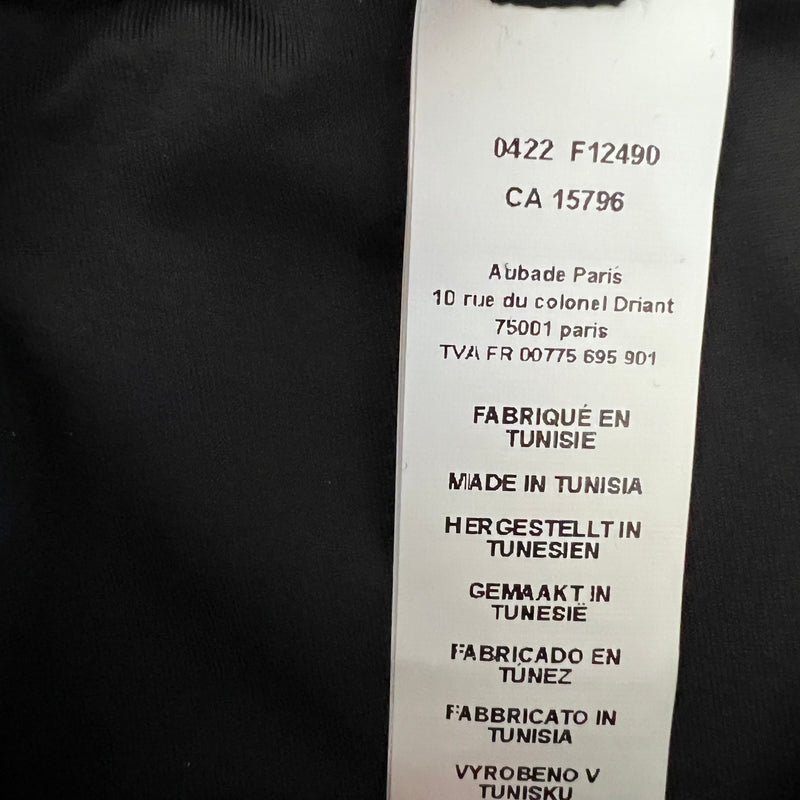 0422 F12490
CA 15796
Aubade Paris
10 rue du colonel Driant
75001 paris
TVA FR 00775 695 901
FABRIQUÉ EN
TUNISIE
MADE IN TUNISIA
HERGESTELLT IN
TUNESIEN
GEMAAKT IN
TUNESIË
FABRICADO EN
TÚNEZ
FABBRICATO IN
TUNISIA
VYROBENO V
TUNISKU